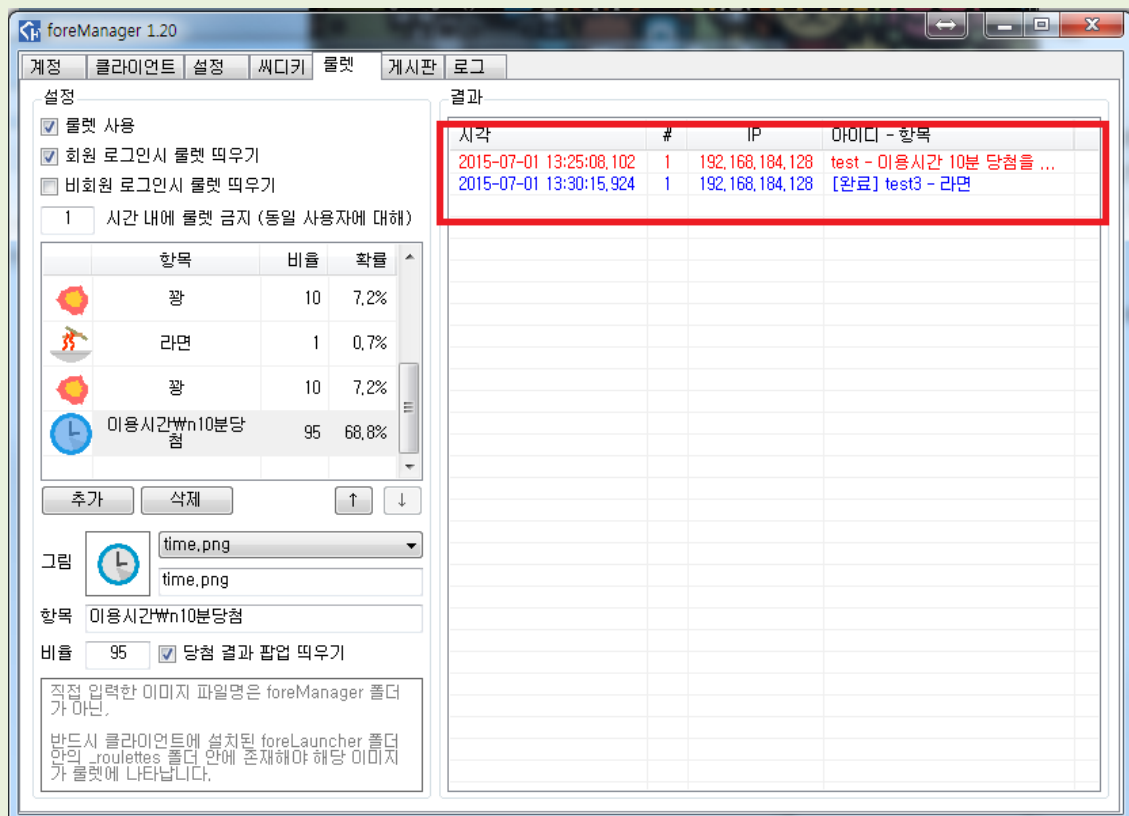 foreManager 1.20
계정 클라이언트 설정 씨디키 룰렛 게시판 로그
설정
룰렛 사용
회원 로그인시 룰렛 띄우기
비회원 로그인시 룰렛 띄우기
1 시간 내에 룰렛 금지 (동일 사용자에 대해)
항목 비율 확률
꽝 10 7.2%
라면 1 0.7%
꽝 10 7.2%
이용시간₩n10분당
첨 95 68.8%
추가 삭제 ↑ ↓
그림 time.png
time.png
항목 이용시간₩n10분당첨
비율 95 당첨 결과 팝업 띄우기
직접 입력한 이미지 파일명은 foreManager 폴더
가 아닌,
반드시 클라이언트에 설치된 foreLauncher 폴더
안의 _roulettes 폴더 안에 존재해야 해당 이미지
가 룰렛에 나타납니다.
결과
시각 # IP 아이디 - 항목
2015-07-01 13:25:08.102 1 192.168.184.128 test - 이용시간 10분 당첨을 ...
2015-07-01 13:30:15.924 1 192.168.184.128 [완료] test3 - 라면